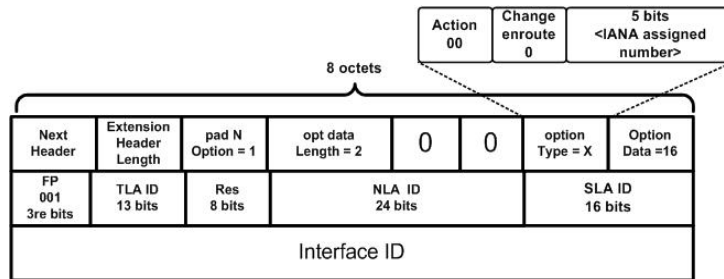 Action
00
Change
enroute
0
5 bits
<IANA assigned
number>
8 octets
Next
Header
Extension
Header
Length
pad N
Option = 1
opt data
Length = 2
0
0
option
Type = X
Option
Data =16
FP
001
3re bits
TLA ID
13 bits
Res
8 bits
NLA ID
24 bits
SLA ID
16 bits
Interface ID